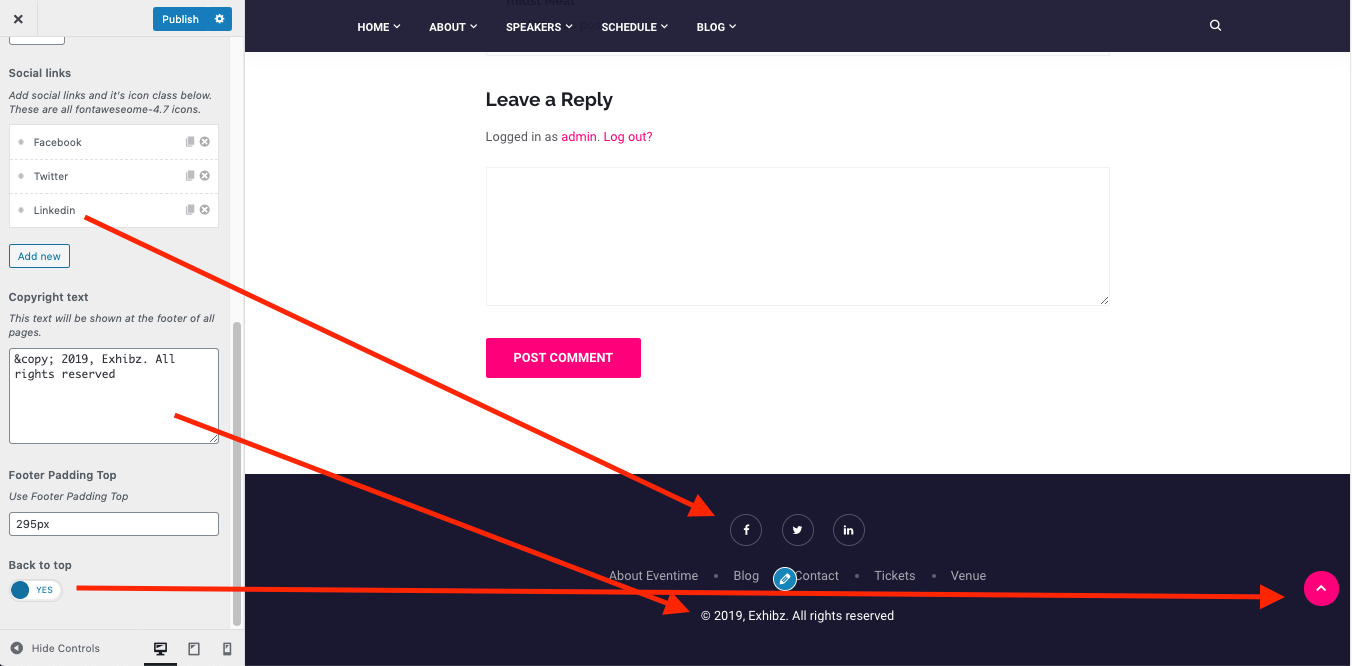 Publish
Social links
Add social links and it's icon class below.
These are all fontaweseome-4.7 icons.
Facebook
Twitter
Linkedin
Add new
Copyright text
This text will be shown at the footer of all
pages.
&copy; 2019, Exhibz. All
rights reserved
Footer Padding Top
Use Footer Padding Top
295px
Back to top
YES
Hide Controls
HOME ABOUT SPEAKERS SCHEDULE BLOG
Leave a Reply
Logged in as admin. Log out?
POST COMMENT
f in
About Eventime • Blog Contact • Tickets • Venue
© 2019, Exhibz. All rights reserved